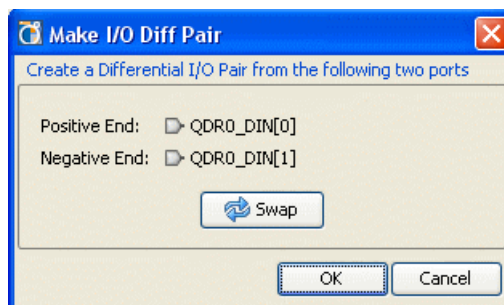 Make I/O Diff Pair
Create a Differential I/O Pair from the following two ports
Positive End: QDR0_DIN[0]
Negative End: QDR0_DIN[1]
Swap
OK Cancel